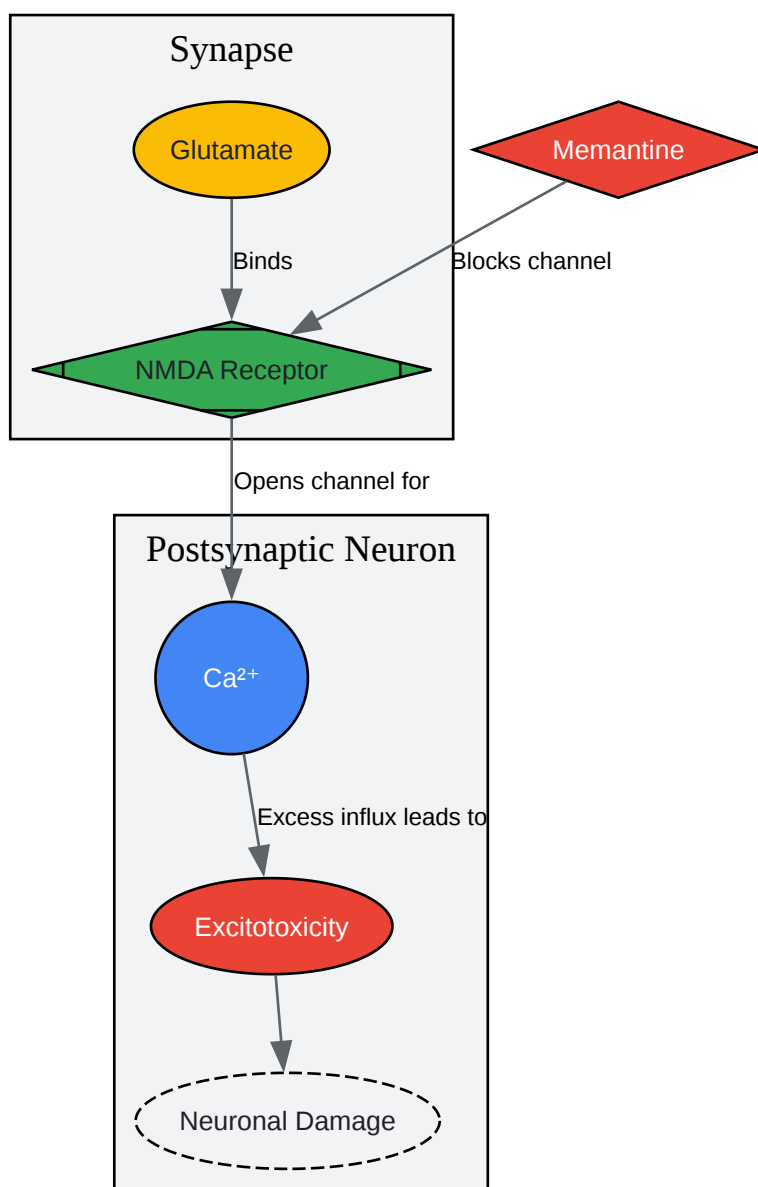 Synapse
Glutamate
Memantine
Binds
Blocks channel
NMDA Receptor
Opens channel for
Postsynaptic Neuron
Ca²⁺
Excess influx leads to
Excitotoxicity
Neuronal Damage